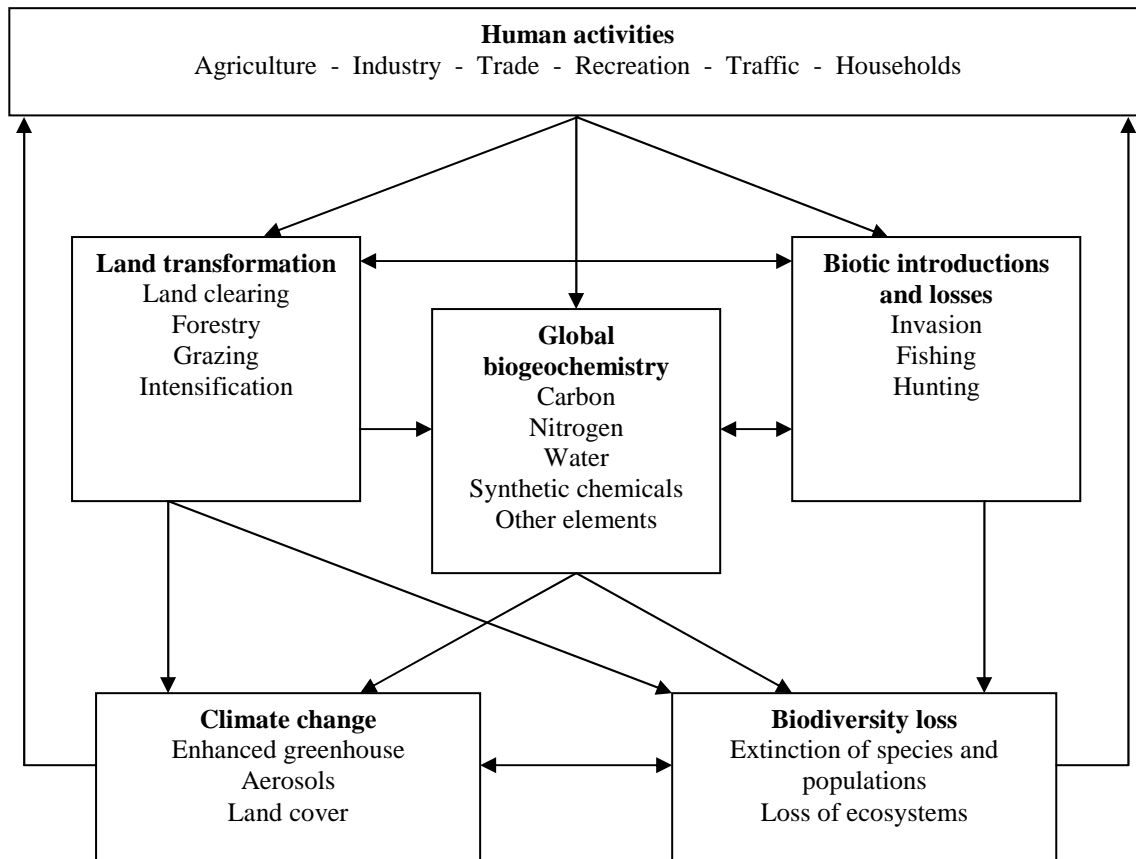 Human activities
Agriculture - Industry - Trade - Recreation - Traffic - Households
Land transformation
Land clearing
Forestry
Grazing
Intensification
Global
biogeochemistry
Carbon
Nitrogen
Water
Synthetic chemicals
Other elements
Biotic introductions
and losses
Invasion
Fishing
Hunting
Climate change
Enhanced greenhouse
Aerosols
Land cover
Biodiversity loss
Extinction of species and
populations
Loss of ecosystems